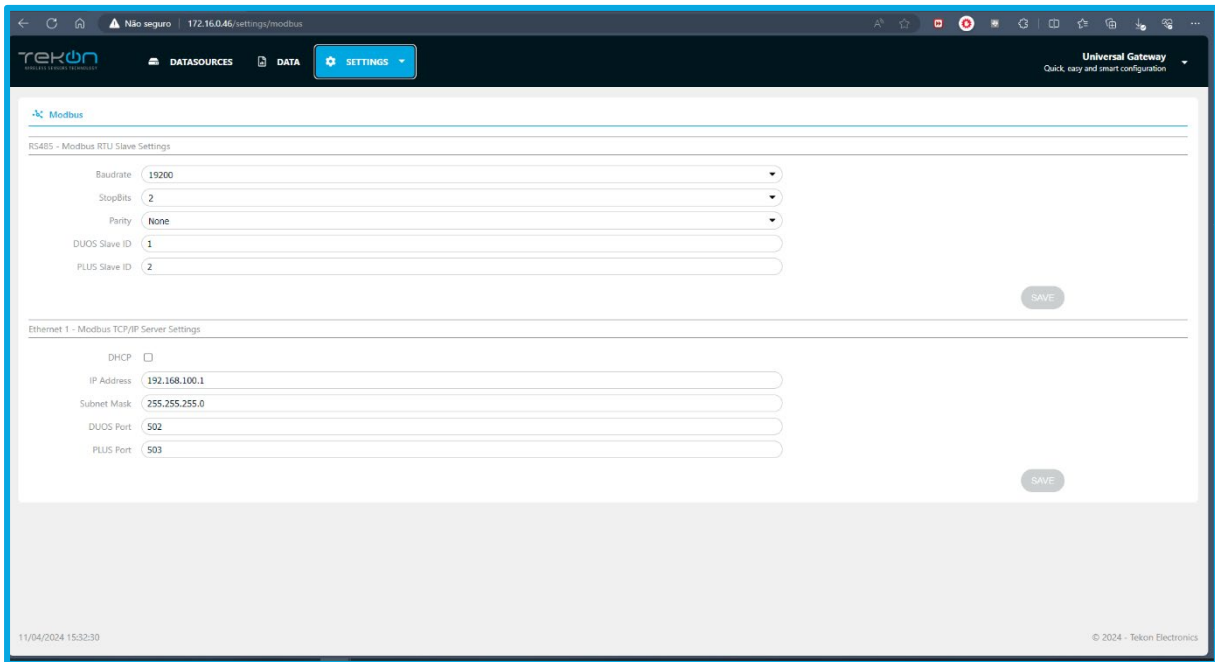 Não seguro 172.16.0.46/settings/modbus
TEKON DATASOURCES DATA SETTINGS Universal Gateway
WIRELESS SENSORS TECHNOLOGY Quick, easy and smart configuration
Modbus
RS485 - Modbus RTU Slave Settings
Baudrate 19200
StopBits 2
Parity None
DUOS Slave ID 1
PLUS Slave ID 2
SAVE
Ethernet 1 - Modbus TCP/IP Server Settings
DHCP
IP Address 192.168.100.1
Subnet Mask 255.255.255.0
DUOS Port 502
PLUS Port 503
SAVE
11/04/2024 15:32:30 © 2024 - Tekon Electronics